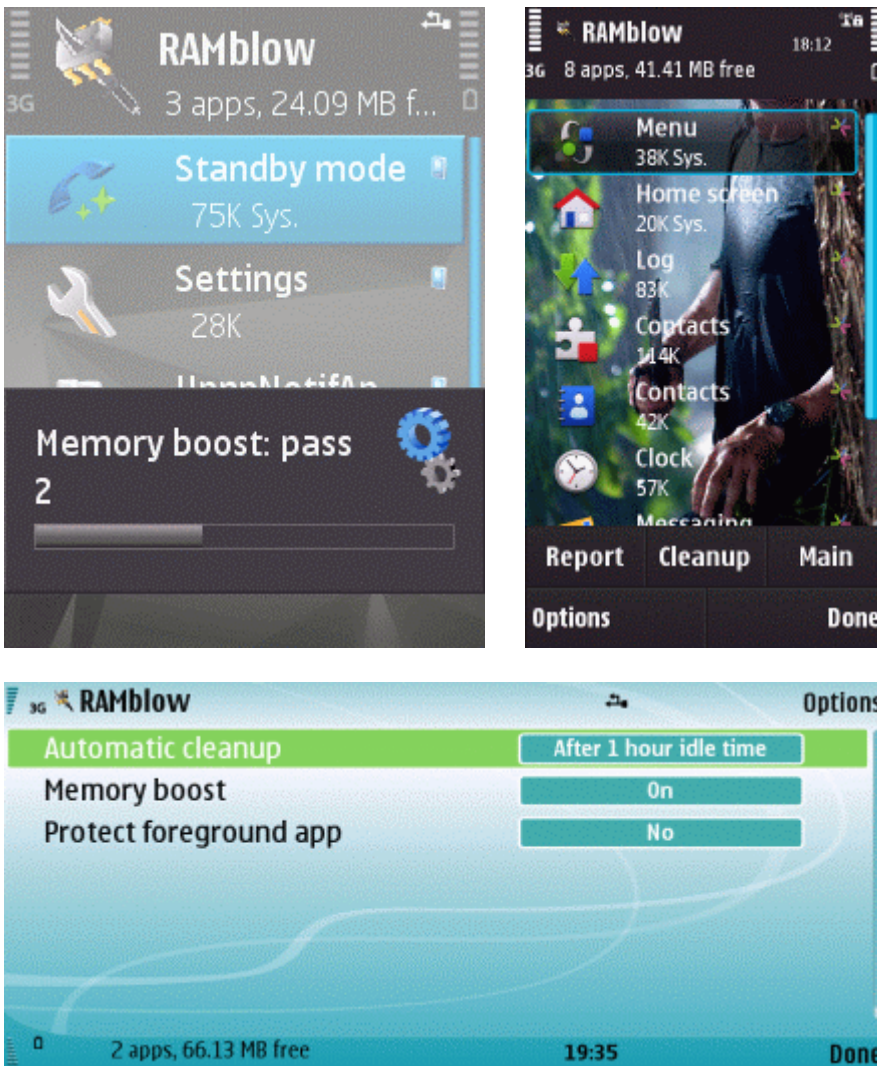 RAMblow
3G
3 apps, 24.09 MB f...
Standby mode
75K Sys.
Settings
28K
Memory boost: pass
2
RAMblow
18:12
3G 8 apps, 41.41 MB free
Menu
38K Sys.
Home screen
20K Sys.
Log
83K
Contacts
114K
Contacts
42K
Clock
57K
Messaging
Report Cleanup Main
Options Done
3G RAMblow Options
Automatic cleanup After 1 hour idle time
Memory boost On
Protect foreground app No
2 apps, 66.13 MB free 19:35 Done